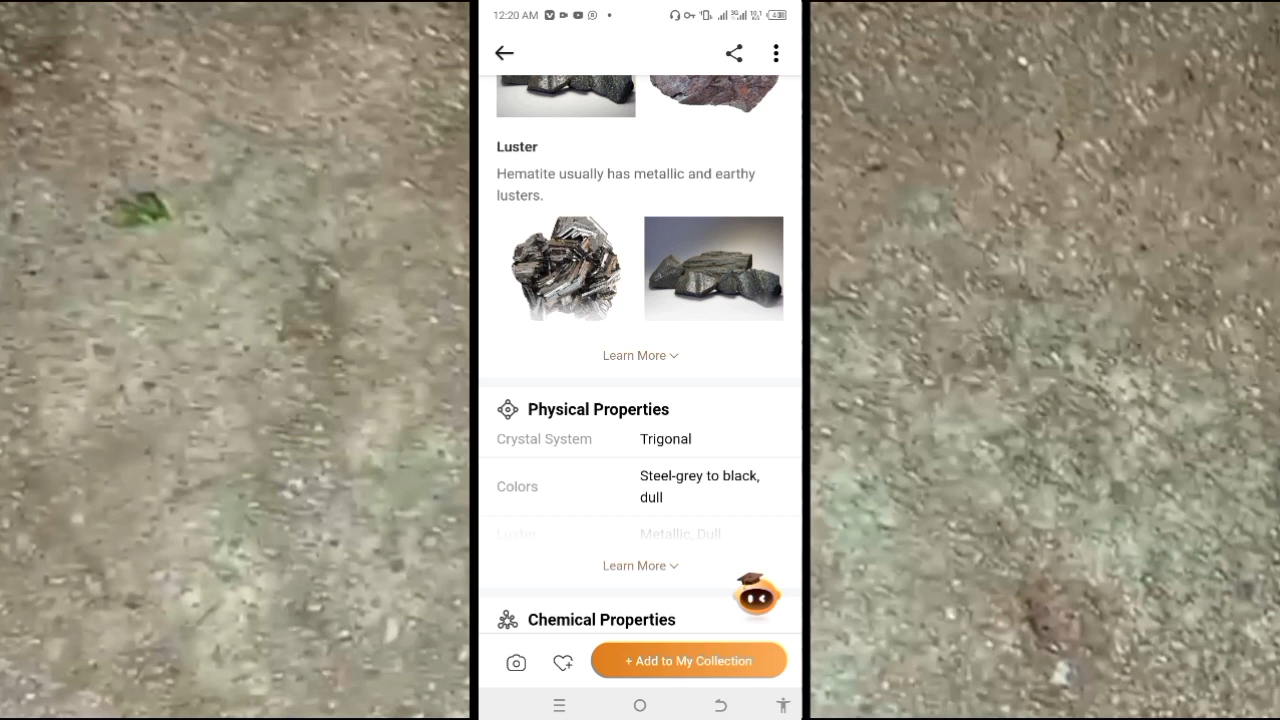 12:20 AM
Luster
Hematite usually has metallic and earthy
lusters.
Learn More
Physical Properties
Crystal System Trigonal
Colors Steel-grey to black,
dull
Luster Metallic, Dull
Learn More
Chemical Properties
+ Add to My Collection